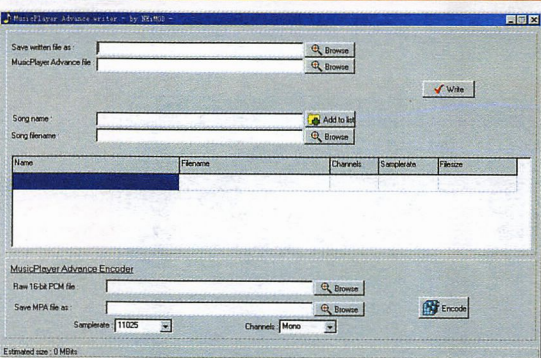 MusicPlayer Advance writer - by NEiMOD -
Save written file as :
Browse
MusicPlayer Advance file
Browse
Write
Song name :
Add to list
Song filename
Browse
Name Filename Channels Samplerate Filesize
MusicPlayer Advance Encoder
Raw 16-bit PCM file
Browse
Save MPA file as :
Browse
Encode
Samplerate : 11025 Channels : Mono
Estimated size : 0 MBits